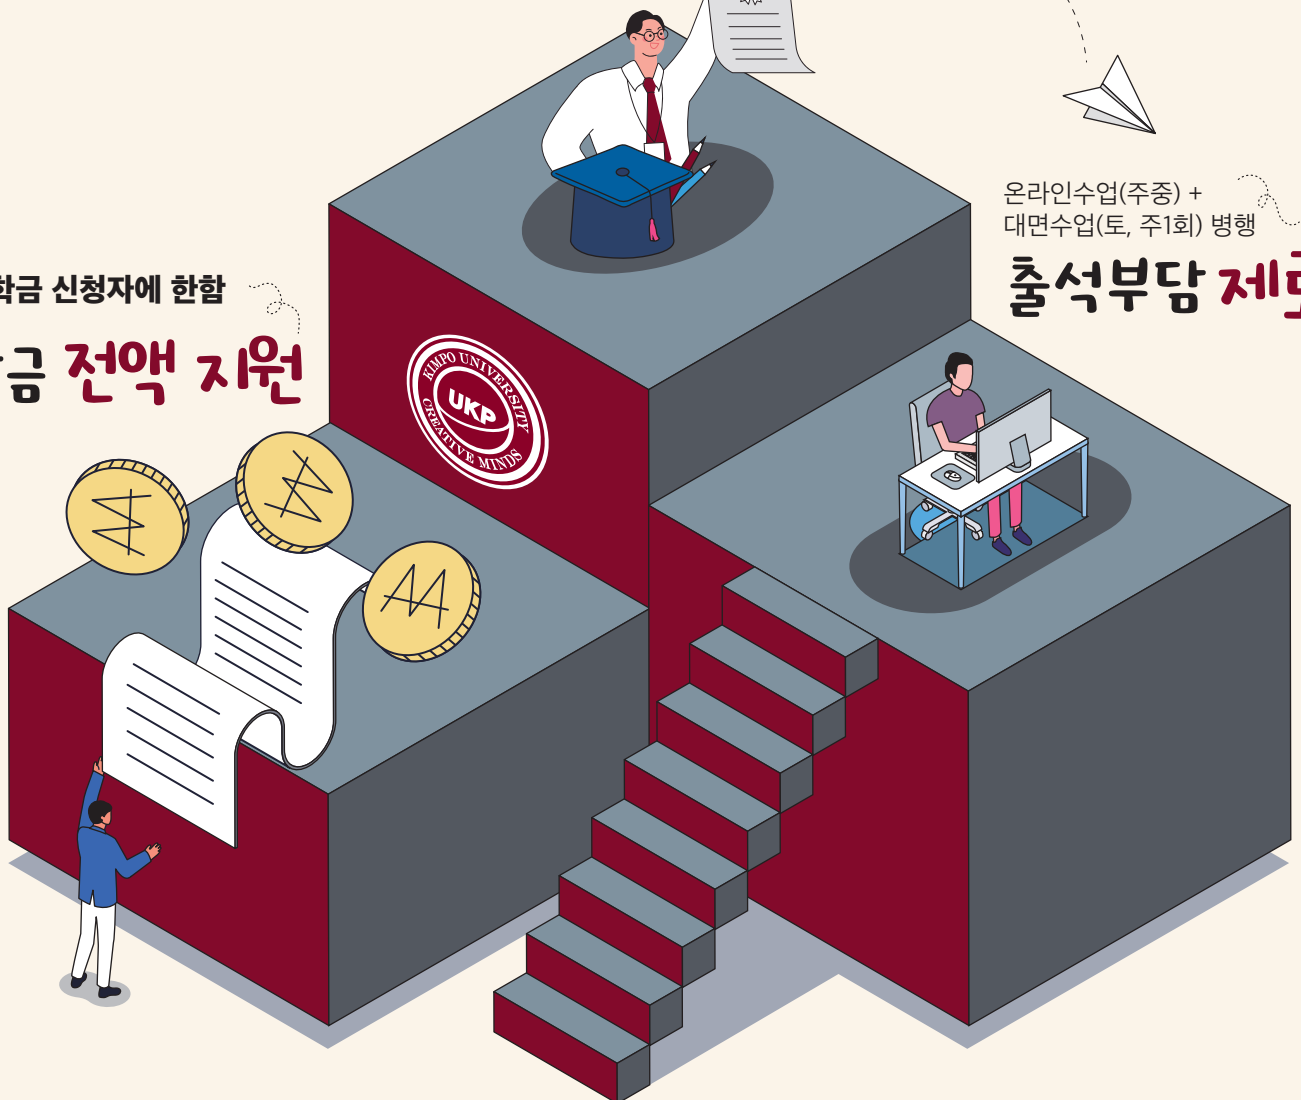 온라인수업(주중) +
대면수업(토, 주1회) 병행
출석부담
학금 신청자에 한함
금 전액 지원
KIMPO UNIVERSITY
UKP
CREATIVE MINDS